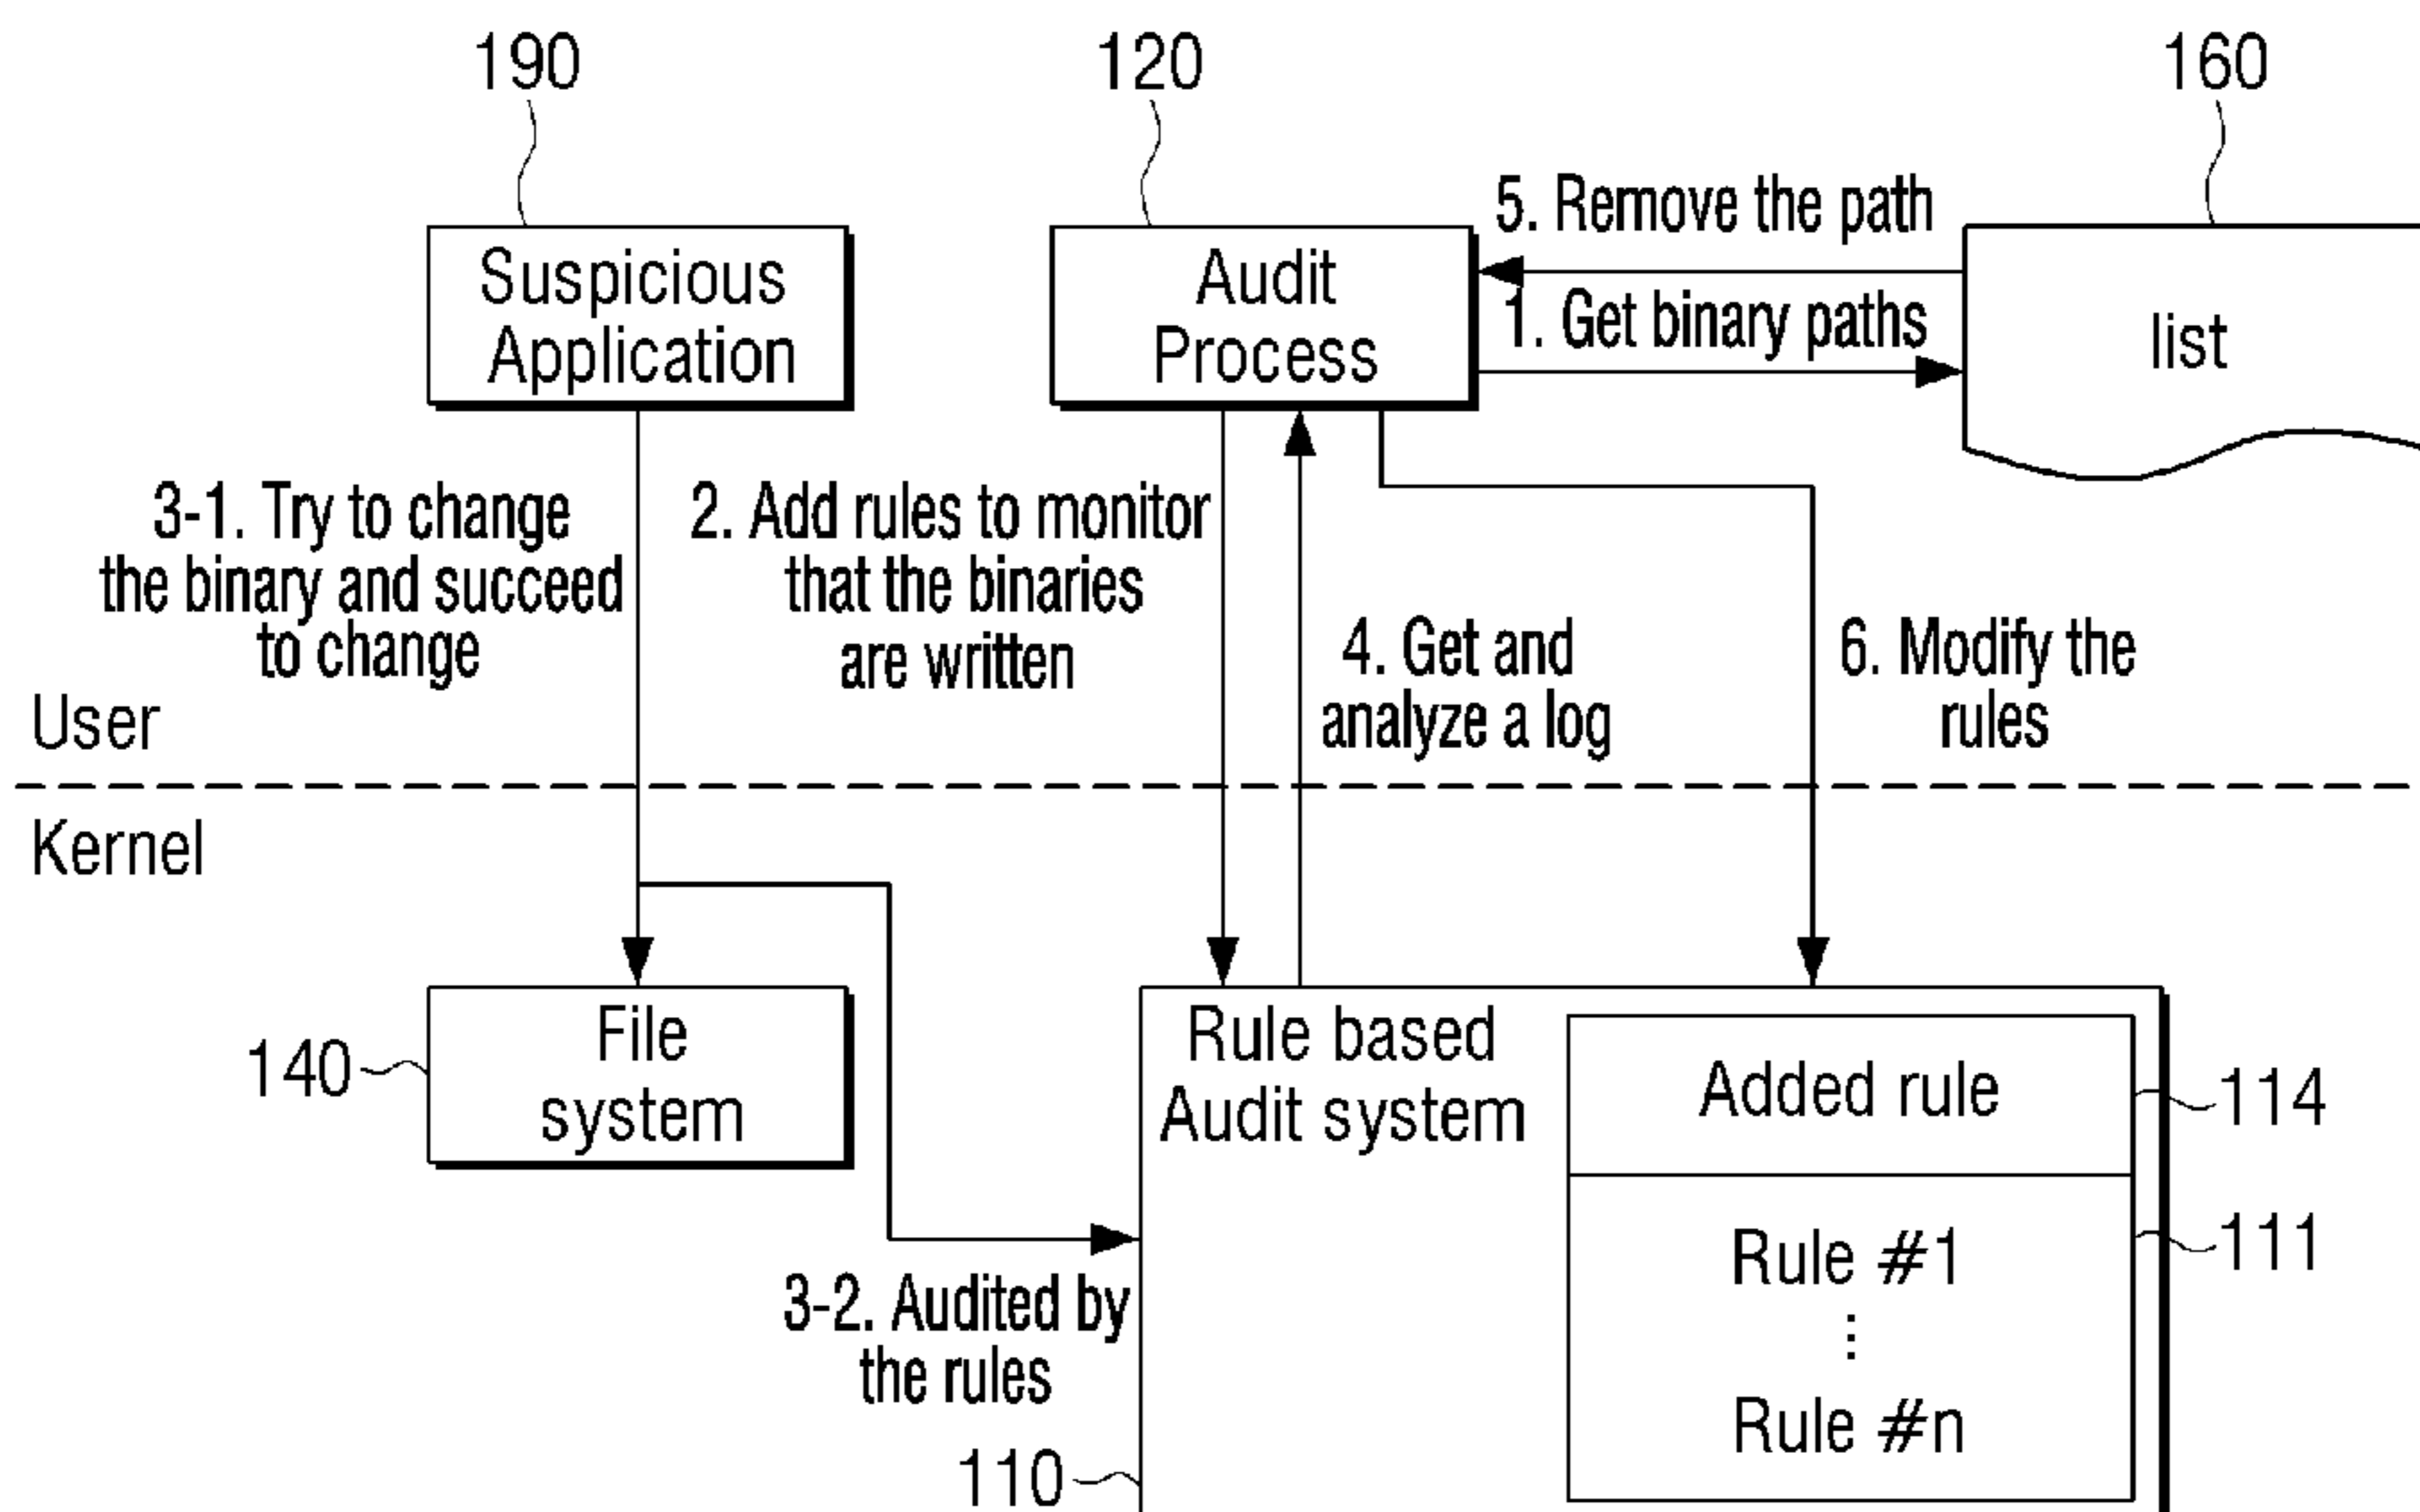 190
120
160
5. Remove the path
Suspicious
Application
Audit
Process
1. Get binary paths
list
3-1. Try to change
the binary and succeed
to change
2. Add rules to monitor
that the binaries
are written
4. Get and
analyze a log
6. Modify the
rules
User
Kernel
140
File
system
Rule based
Audit system
Added rule
114
Rule #1
⋮
Rule #n
111
3-2. Audited by
the rules
110